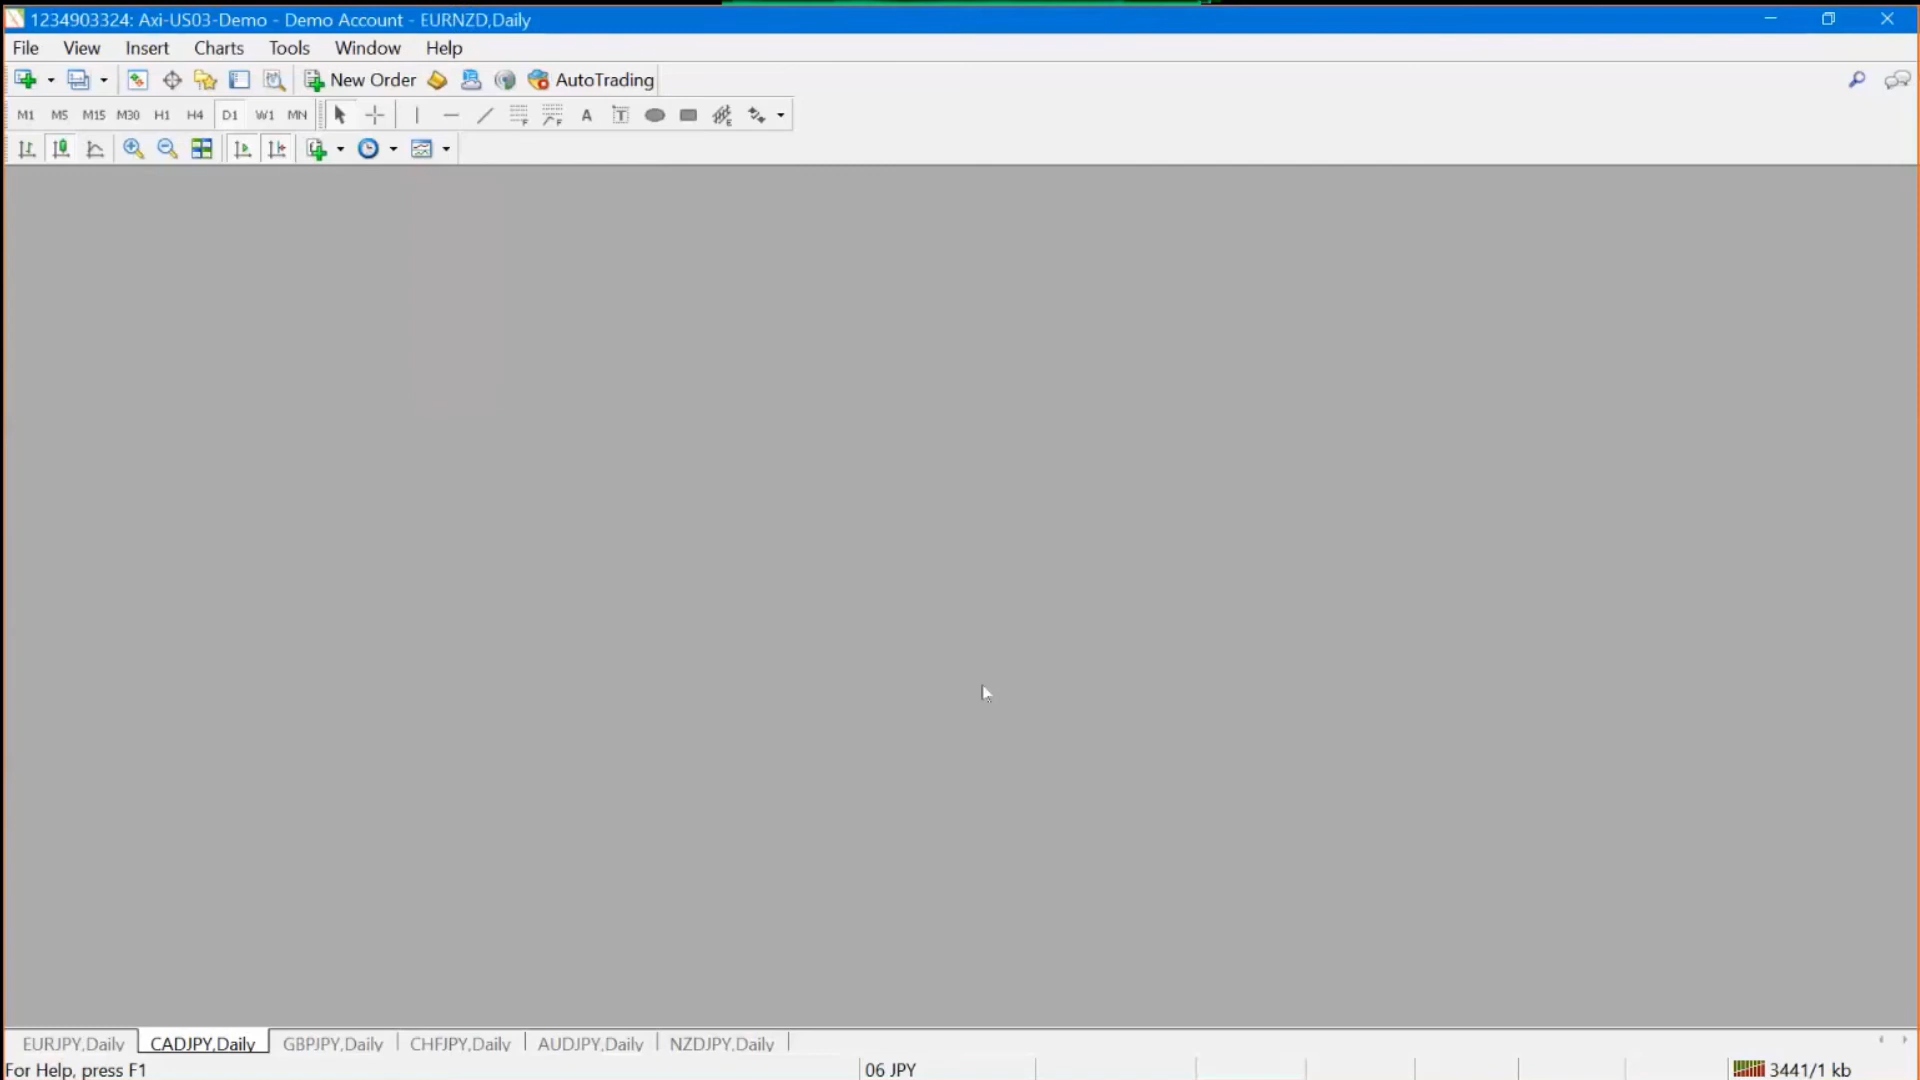 1234903324: Axi-US03-Demo - Demo Account - EURNZD,Daily
File View Insert Charts Tools Window Help
New Order AutoTrading
M1 M5 M15 M30 H1 H4 D1 W1 MN A T F F E
EURJPY,Daily CADJPY,Daily GBPJPY,Daily CHFJPY,Daily AUDJPY,Daily NZDJPY,Daily
For Help, press F1 06 JPY 3441/1 kb